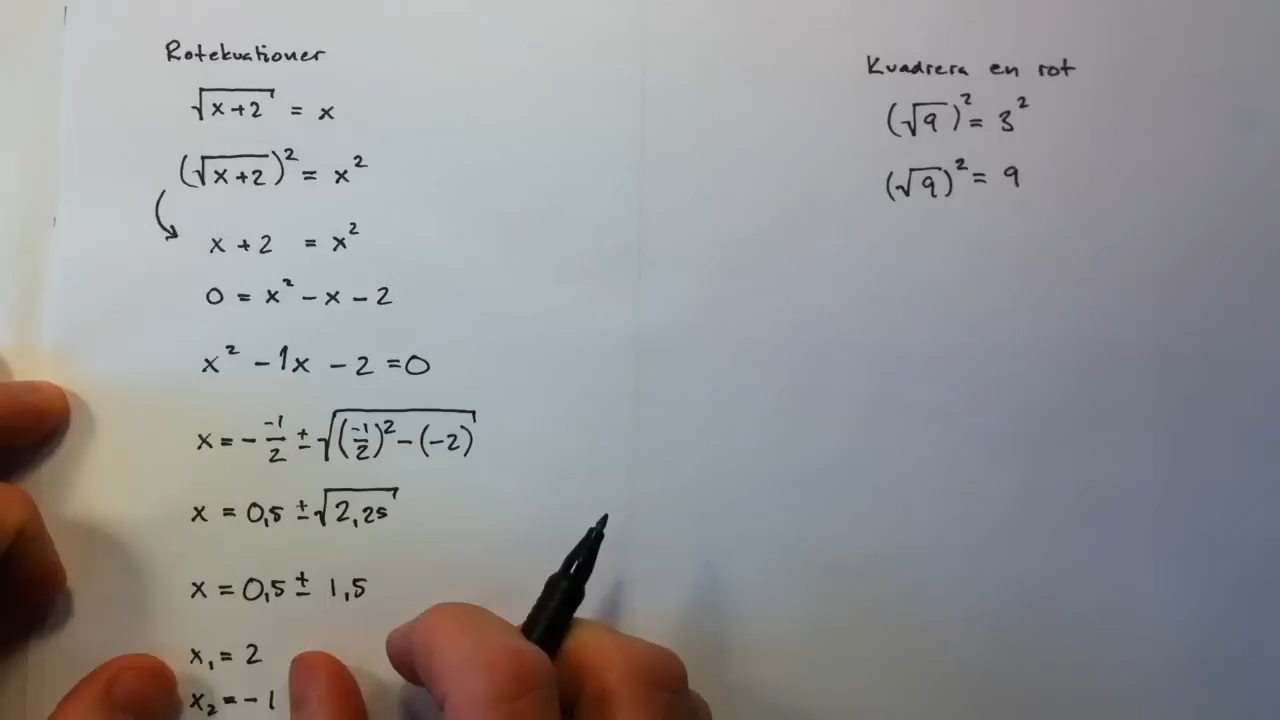 Rotekvationer
√(x+2) = x
(√(x+2))² = x²
x + 2 = x²
0 = x² - x - 2
x² - 1x - 2 = 0
x = - -1/2 ± √((-1/2)² - (-2))
x = 0,5 ± √2,25
x = 0,5 ± 1,5
x₁ = 2
x₂ = -1
Kvadrera en rot
(√9)² = 3²
(√9)² = 9